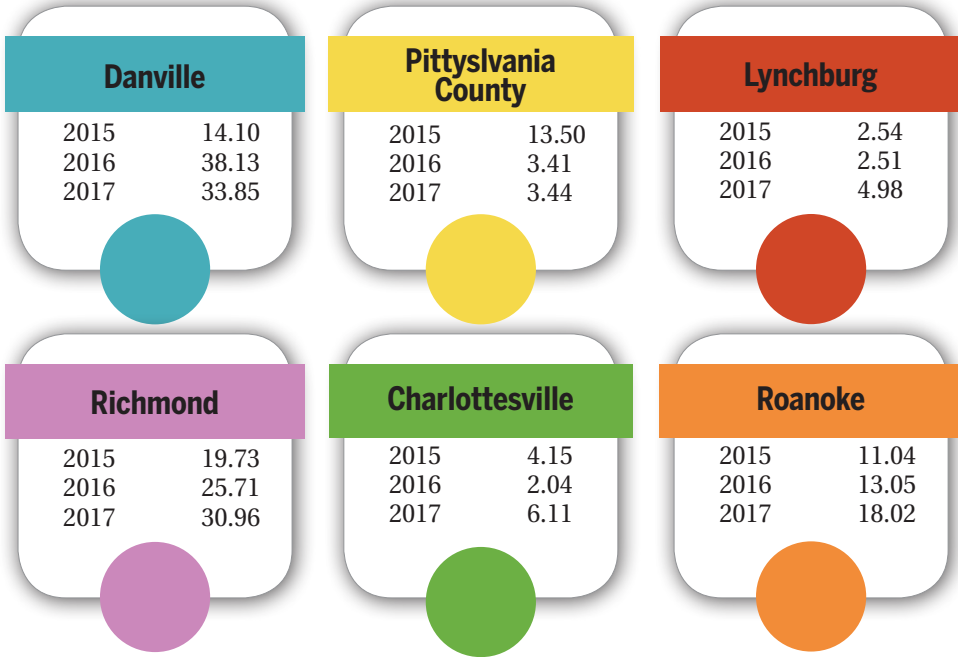 Danville
2015 14.10
2016 38.13
2017 33.85
Pittyslvania
County
2015 13.50
2016 3.41
2017 3.44
Lynchburg
2015 2.54
2016 2.51
2017 4.98
Richmond
2015 19.73
2016 25.71
2017 30.96
Charlottesville
2015 4.15
2016 2.04
2017 6.11
Roanoke
2015 11.04
2016 13.05
2017 18.02